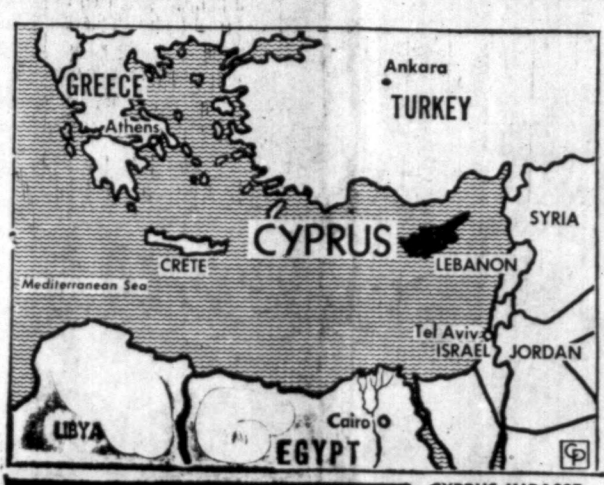 Ankara
GREECE
TURKEY
Athens
SYRIA
CYPRUS
CRETE
LEBANON
Mediterranean Sea
Tel Aviv
ISRAEL
JORDAN
Cairo
LIBYA
EGYPT
CP